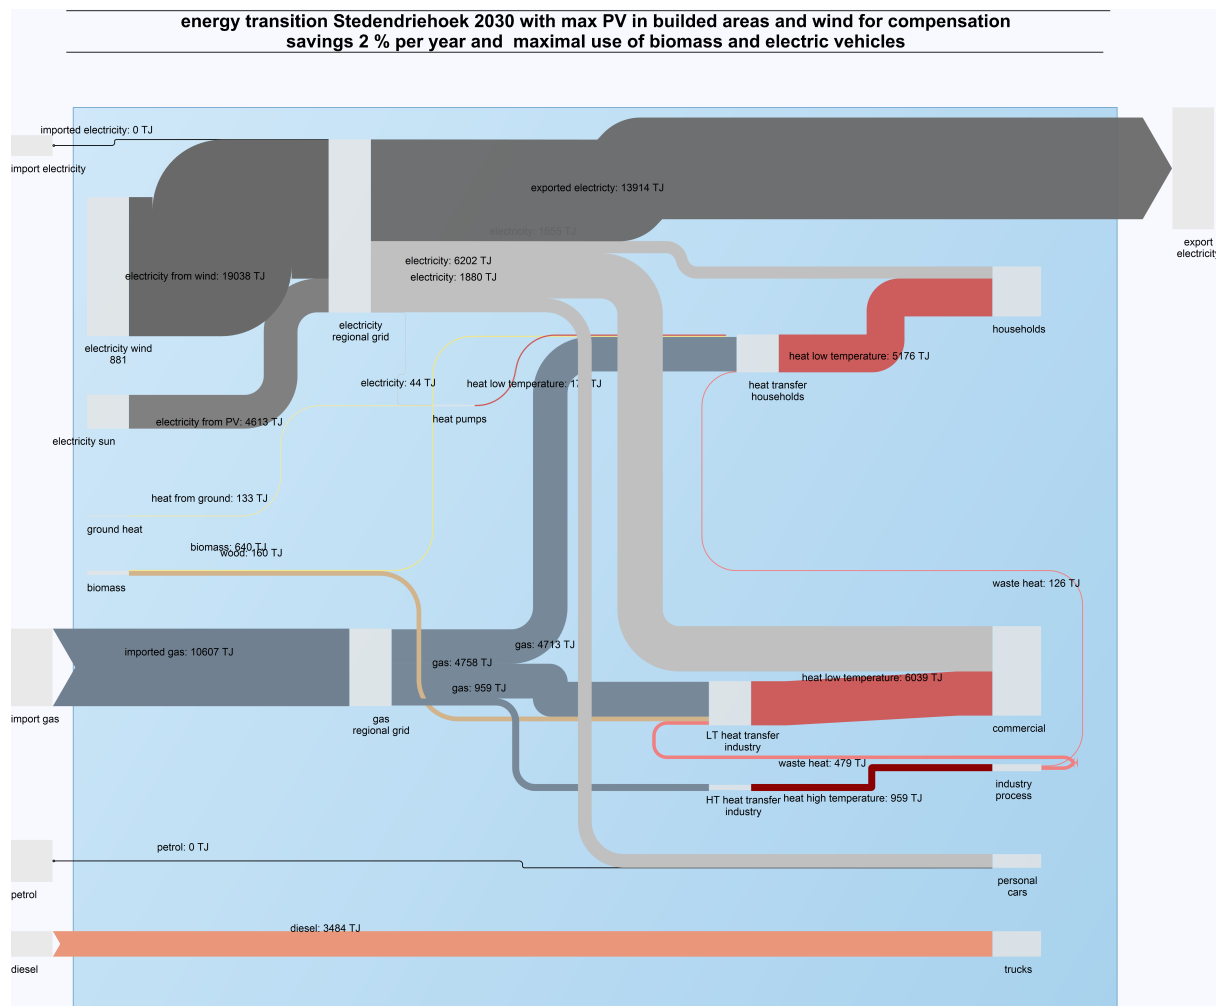 energy transition Stedendriehoek 2030 with max PV in builded areas and wind for compensation
savings 2 % per year and  maximal use of biomass and electric vehicles
imported electricity: 0 TJ
import electricity
exported electricty: 13914 TJ
export
electricity
electricity: 6202 TJ
electricity: 1880 TJ
electricity from wind: 19038 TJ
electricity
regional grid
households
electricity wind
881
heat low temperature: 5176 TJ
electricity: 44 TJ
heat low temperature: TJ
heat transfer
households
heat pumps
electricity from PV: 4613 TJ
electricity sun
heat from ground: 133 TJ
ground heat
biomass: 640 TJ
wood: 160 TJ
biomass
waste heat: 126 TJ
imported gas: 10607 TJ
gas: 4713 TJ
gas: 4758 TJ
gas: 959 TJ
heat low temperature: 6039 TJ
import gas
gas
regional grid
LT heat transfer
industry
commercial
waste heat: 479 TJ
industry
process
HT heat transfer
industry
heat high temperature: 959 TJ
petrol: 0 TJ
petrol
personal
cars
diesel: 3484 TJ
diesel
trucks